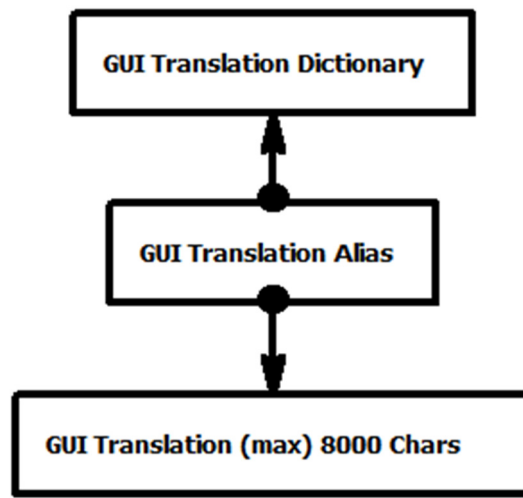 GUI Translation Dictionary
GUI Translation Alias
GUI Translation (max) 8000 Chars